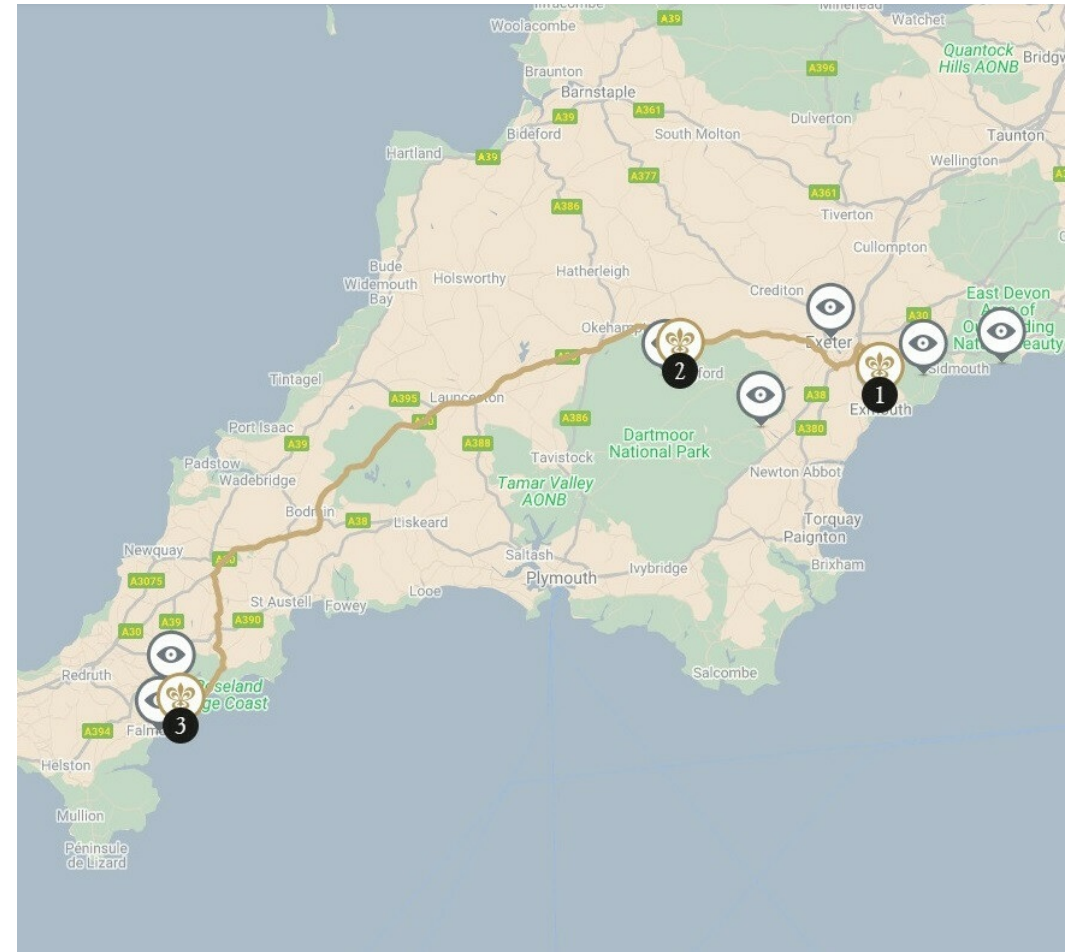 Woolacombe
A39
Watchet
Quantock
Hills AONB
A396
Braunton
Barnstaple
A361
A39
Bideford
South Molton
Dulverton
Taunton
Hartland
A39
Wellington
A377
A361
A386
Tiverton
Cullompton
Bude
Widemouth
Bay
Holsworthy
Hatherleigh
Crediton
East Devon
A30
Exeter
Sidmouth
Tintagel
A395
Launceston
A38
Exmouth
Port Isaac
A39
A388
A386
A380
Dartmoor
National Park
Padstow
Wadebridge
Tavistock
Newton Abbot
Tamar Valley
AONB
Bodmin
A38
Liskeard
Torquay
Paignton
Newquay
Saltash
Plymouth
Ivybridge
Brixham
A3075
St Austell
Fowey
Looe
A30
A39
A390
Redruth
Salcombe
A394
Helston
Mullion
Péninsule
de Lizard
1
2
3